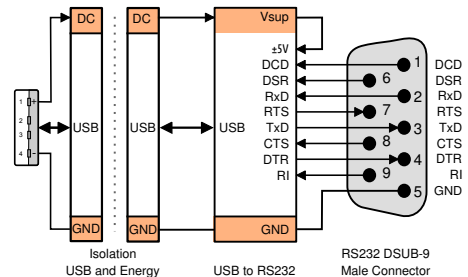 DC DC Vsup
±5V
DCD 1 DCD
DSR 6 DSR
1 + RxD 2 RxD
2 RTS 7 RTS
3 USB USB USB TxD 3 TxD
4 - CTS 8 CTS
DTR 4 DTR
RI 9 RI
GND 5 GND
GND GND GND
Isolation RS232 DSUB-9
USB and Energy USB to RS232 Male Connector